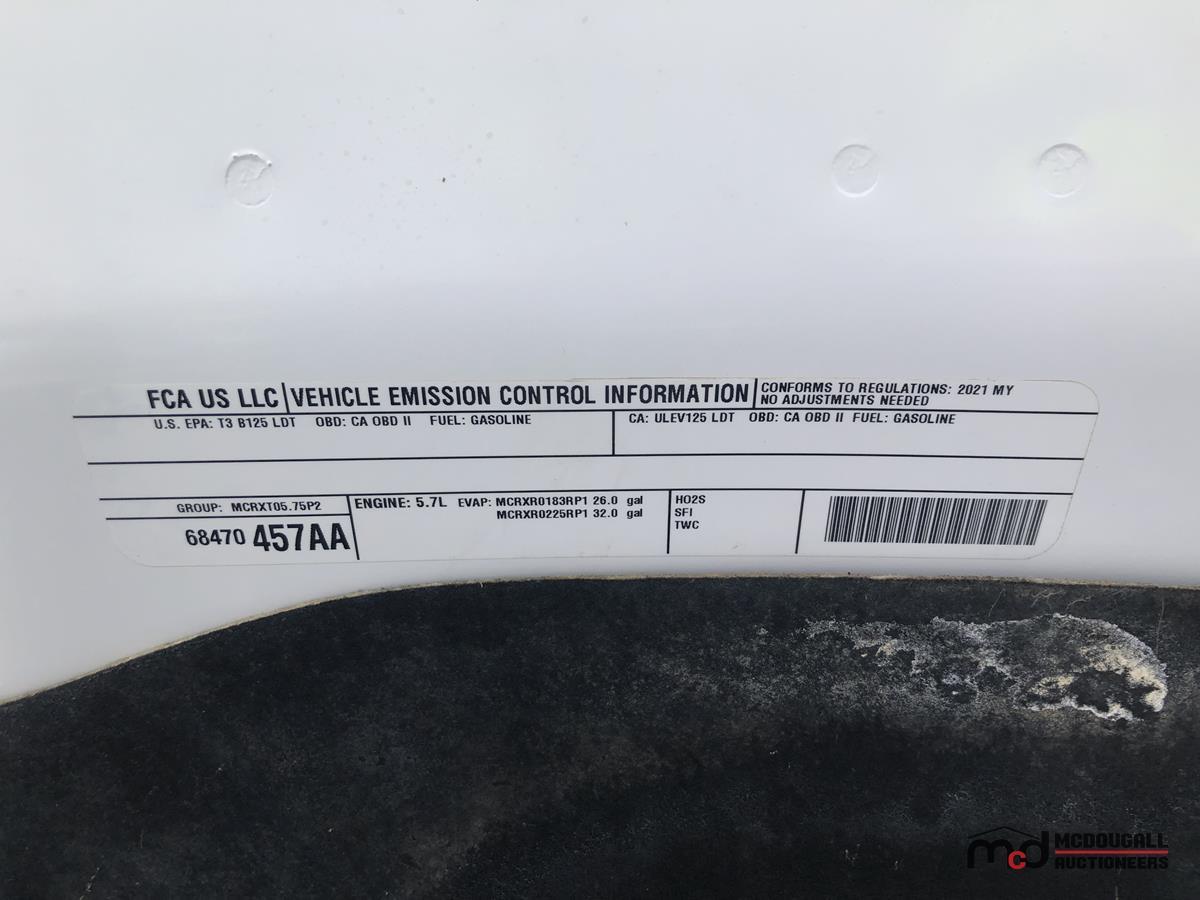 FCA US LLC VEHICLE EMISSION CONTROL INFORMATION CONFORMS TO REGULATIONS: 2021 MY
NO ADJUSTMENTS NEEDED
U.S. EPA: T3 B125 LDT OBD: CA OBD II FUEL: GASOLINE CA: ULEV125 LDT OBD: CA OBD II FUEL: GASOLINE
GROUP: MCRXT05.75P2 ENGINE: 5.7L EVAP: MCRXR0183RP1 26.0 gal HO2S
MCRXR0225RP1 32.0 gal SFI
68470 457AA TWC
mcd MCDOUGALL
AUCTIONEERS